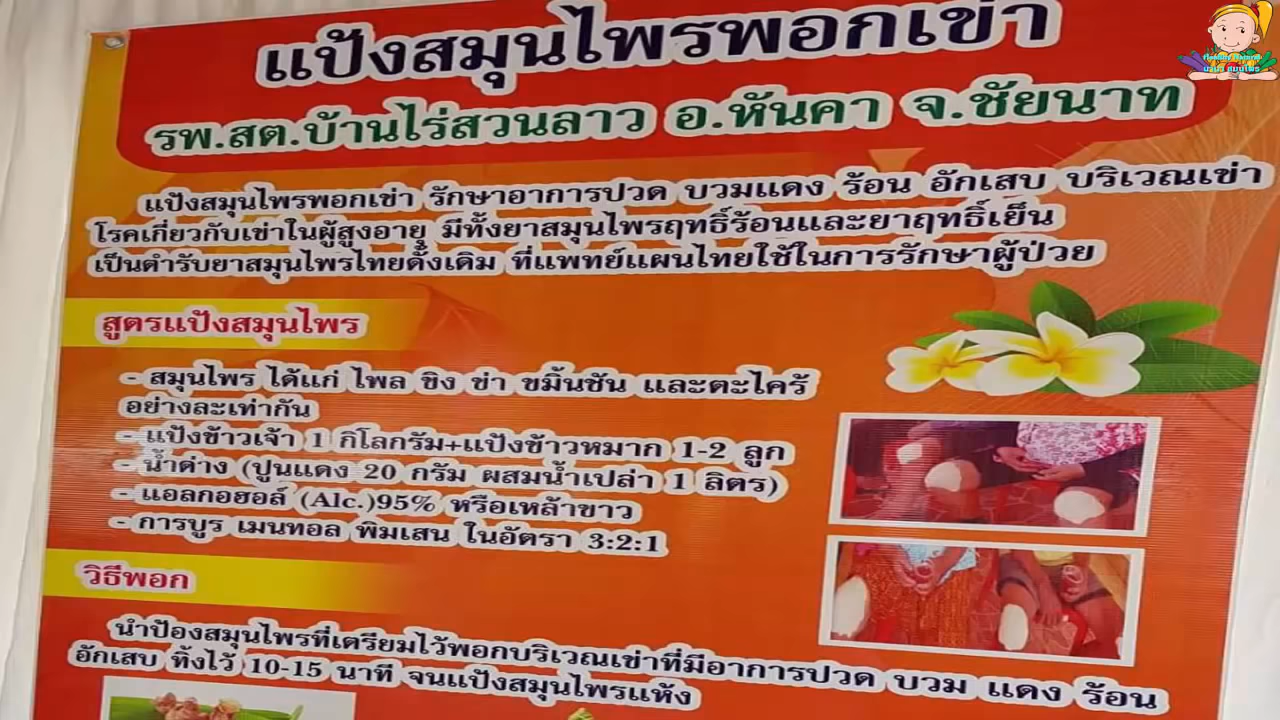 แป้งสมุนไพรพอกเข่า
รพ.สต.บ้านไร่สวนลาว อ.หันคา จ.ชัยนาท
แป้งสมุนไพรพอกเข่า รักษาอาการปวด บวมแดง ร้อน อักเสบ บริเวณเข่า
โรคเกี่ยวกับเข่าในผู้สูงอายุ มีทั้งยาสมุนไพรฤทธิ์ร้อนและยาฤทธิ์เย็น
เป็นตำรับยาสมุนไพรไทยดั้งเดิม ที่แพทย์แผนไทยใช้ในการรักษาผู้ป่วย
สูตรแป้งสมุนไพร
- สมุนไพร ได้แก่ ไพล ขิง ข่า ขมิ้นชัน และตะไคร้
อย่างละเท่ากัน
- แป้งข้าวเจ้า 1 กิโลกรัม+แป้งข้าวหมาก 1-2 ลูก
- น้ำด่าง (ปูนแดง 20 กรัม ผสมน้ำเปล่า 1 ลิตร)
- แอลกอฮอล์ (Alc.)95% หรือเหล้าขาว
- การบูร เมนทอล พิมเสน ในอัตรา 3:2:1
วิธีพอก
นำแป้องสมุนไพรที่เตรียมไว้พอกบริเวณเข่าที่มีอาการปวด บวม แดง ร้อน
อักเสบ ทิ้งไว้ 10-15 นาที จนแป้งสมุนไพรแห้ง